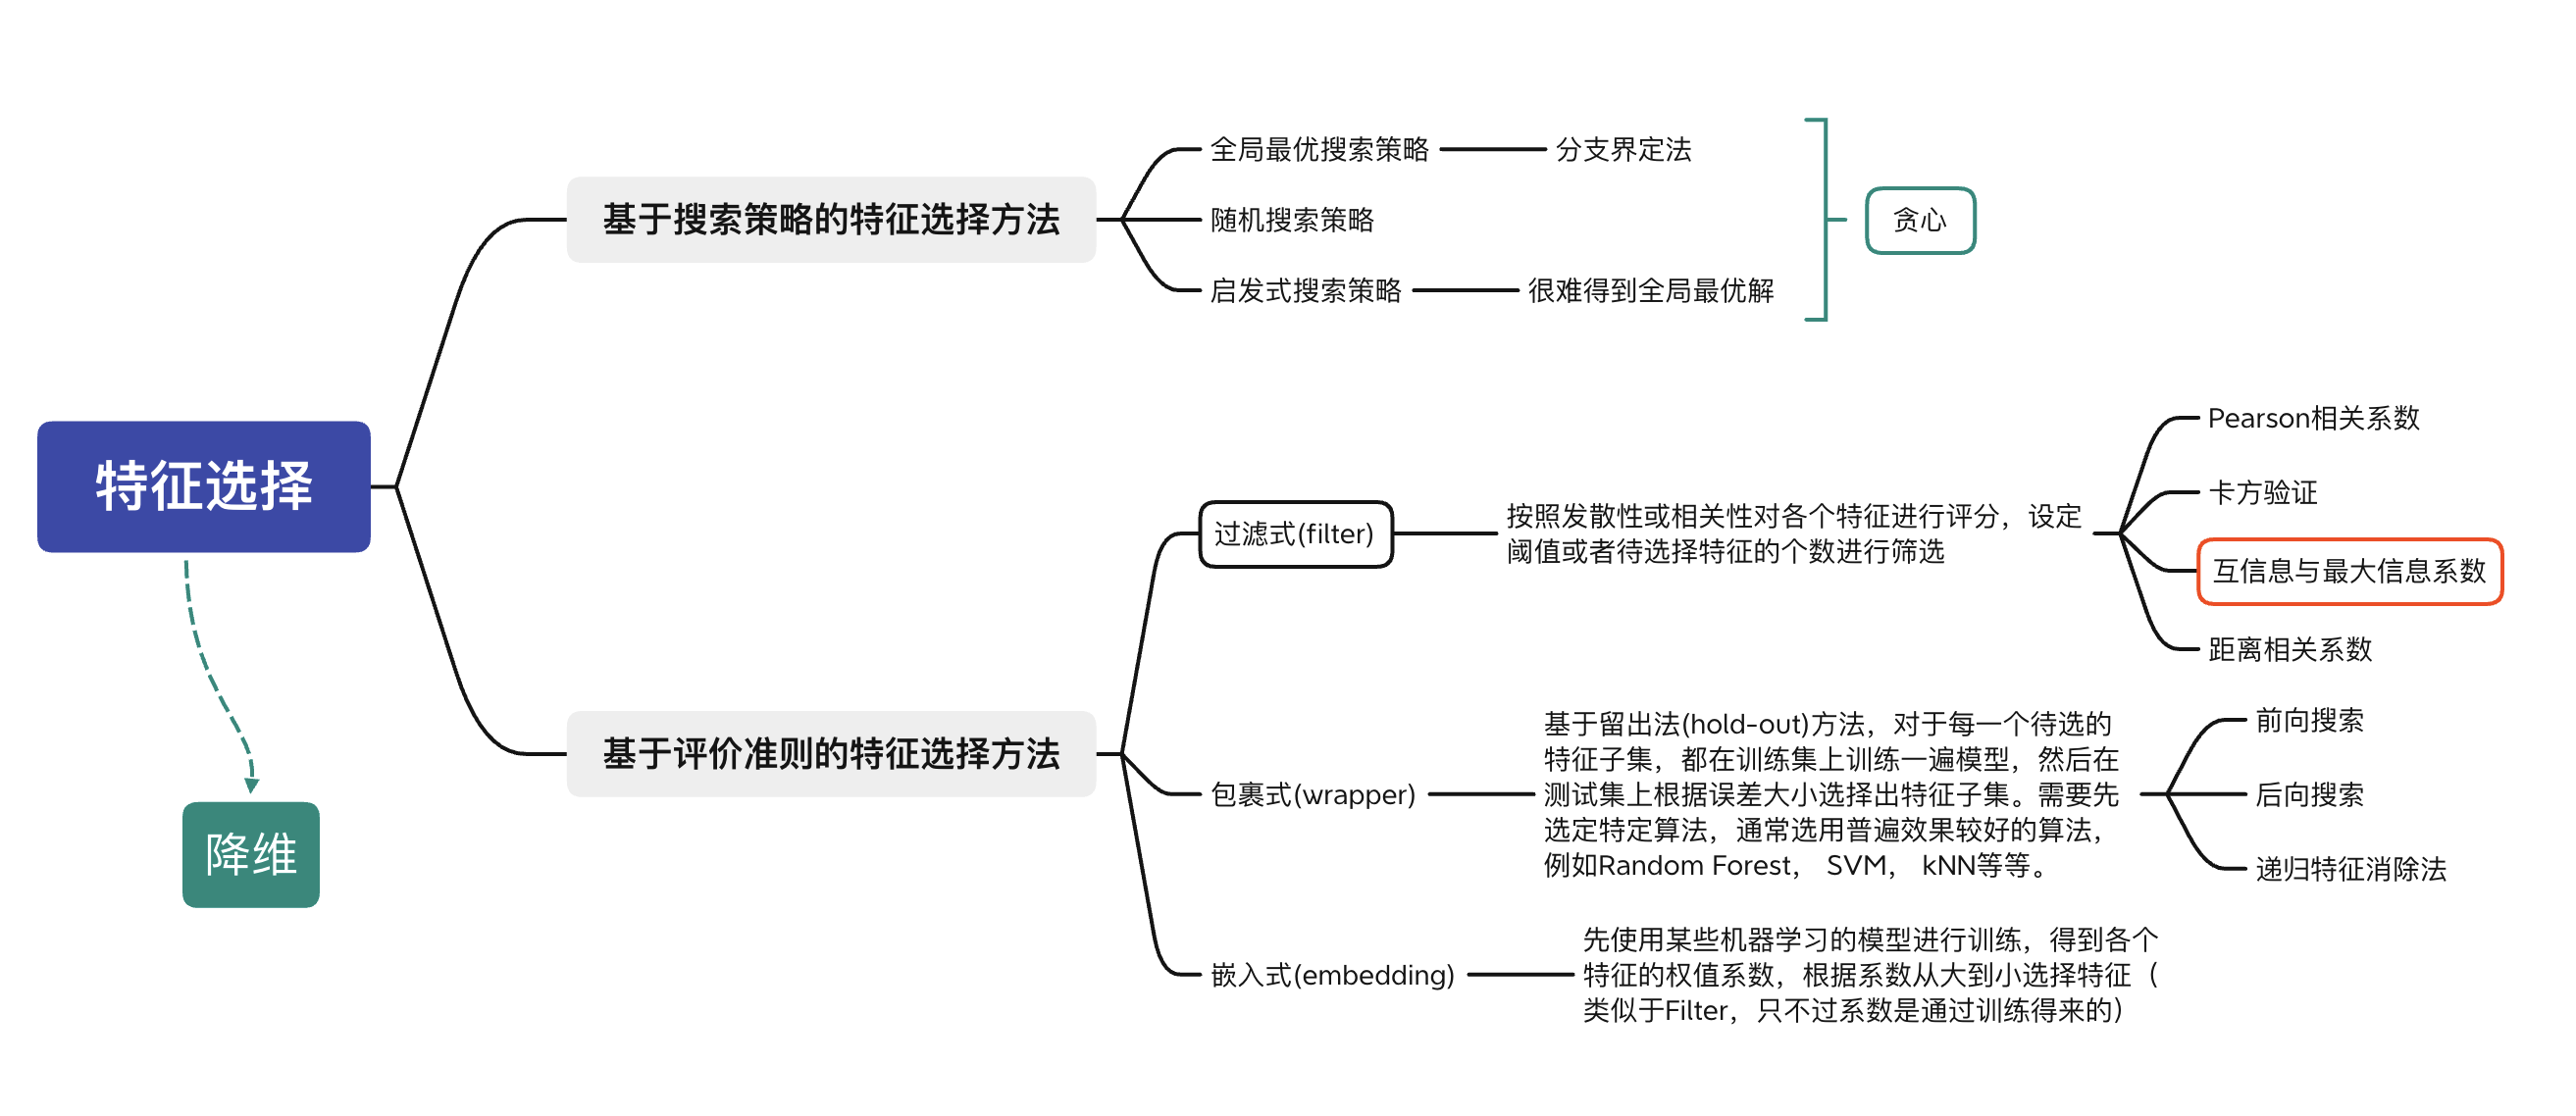 特征选择
降维
基于搜索策略的特征选择方法
全局最优搜索策略
分支界定法
随机搜索策略
启发式搜索策略
很难得到全局最优解
贪心
基于评价准则的特征选择方法
过滤式(filter)
按照发散性或相关性对各个特征进行评分，设定
阈值或者待选择特征的个数进行筛选
Pearson相关系数
卡方验证
互信息与最大信息系数
距离相关系数
包裹式(wrapper)
基于留出法(hold-out)方法，对于每一个待选的
特征子集，都在训练集上训练一遍模型，然后在
测试集上根据误差大小选择出特征子集。需要先
选定特定算法，通常选用普遍效果较好的算法，
例如Random Forest， SVM， kNN等等。
前向搜索
后向搜索
递归特征消除法
嵌入式(embedding)
先使用某些机器学习的模型进行训练，得到各个
特征的权值系数，根据系数从大到小选择特征（
类似于Filter，只不过系数是通过训练得来的）